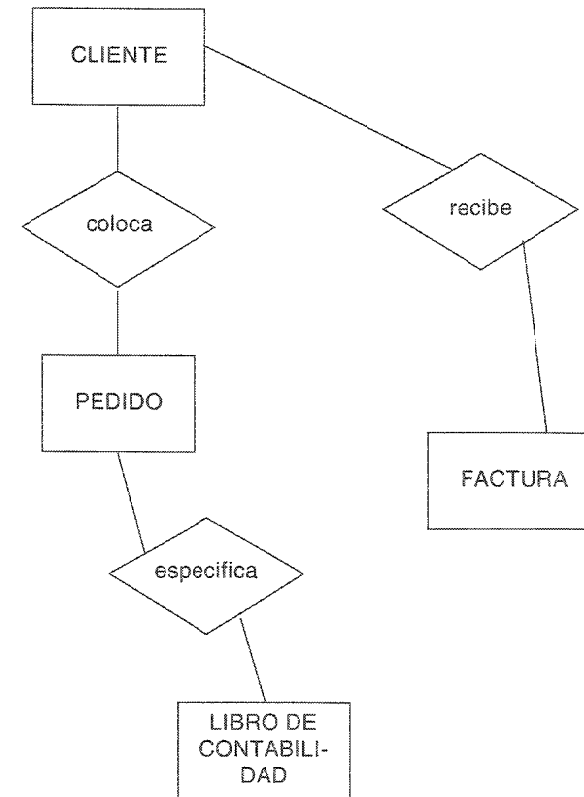 CLIENTE
coloca
recibe
PEDIDO
FACTURA
especifica
LIBRO DE
CONTABILI-
DAD